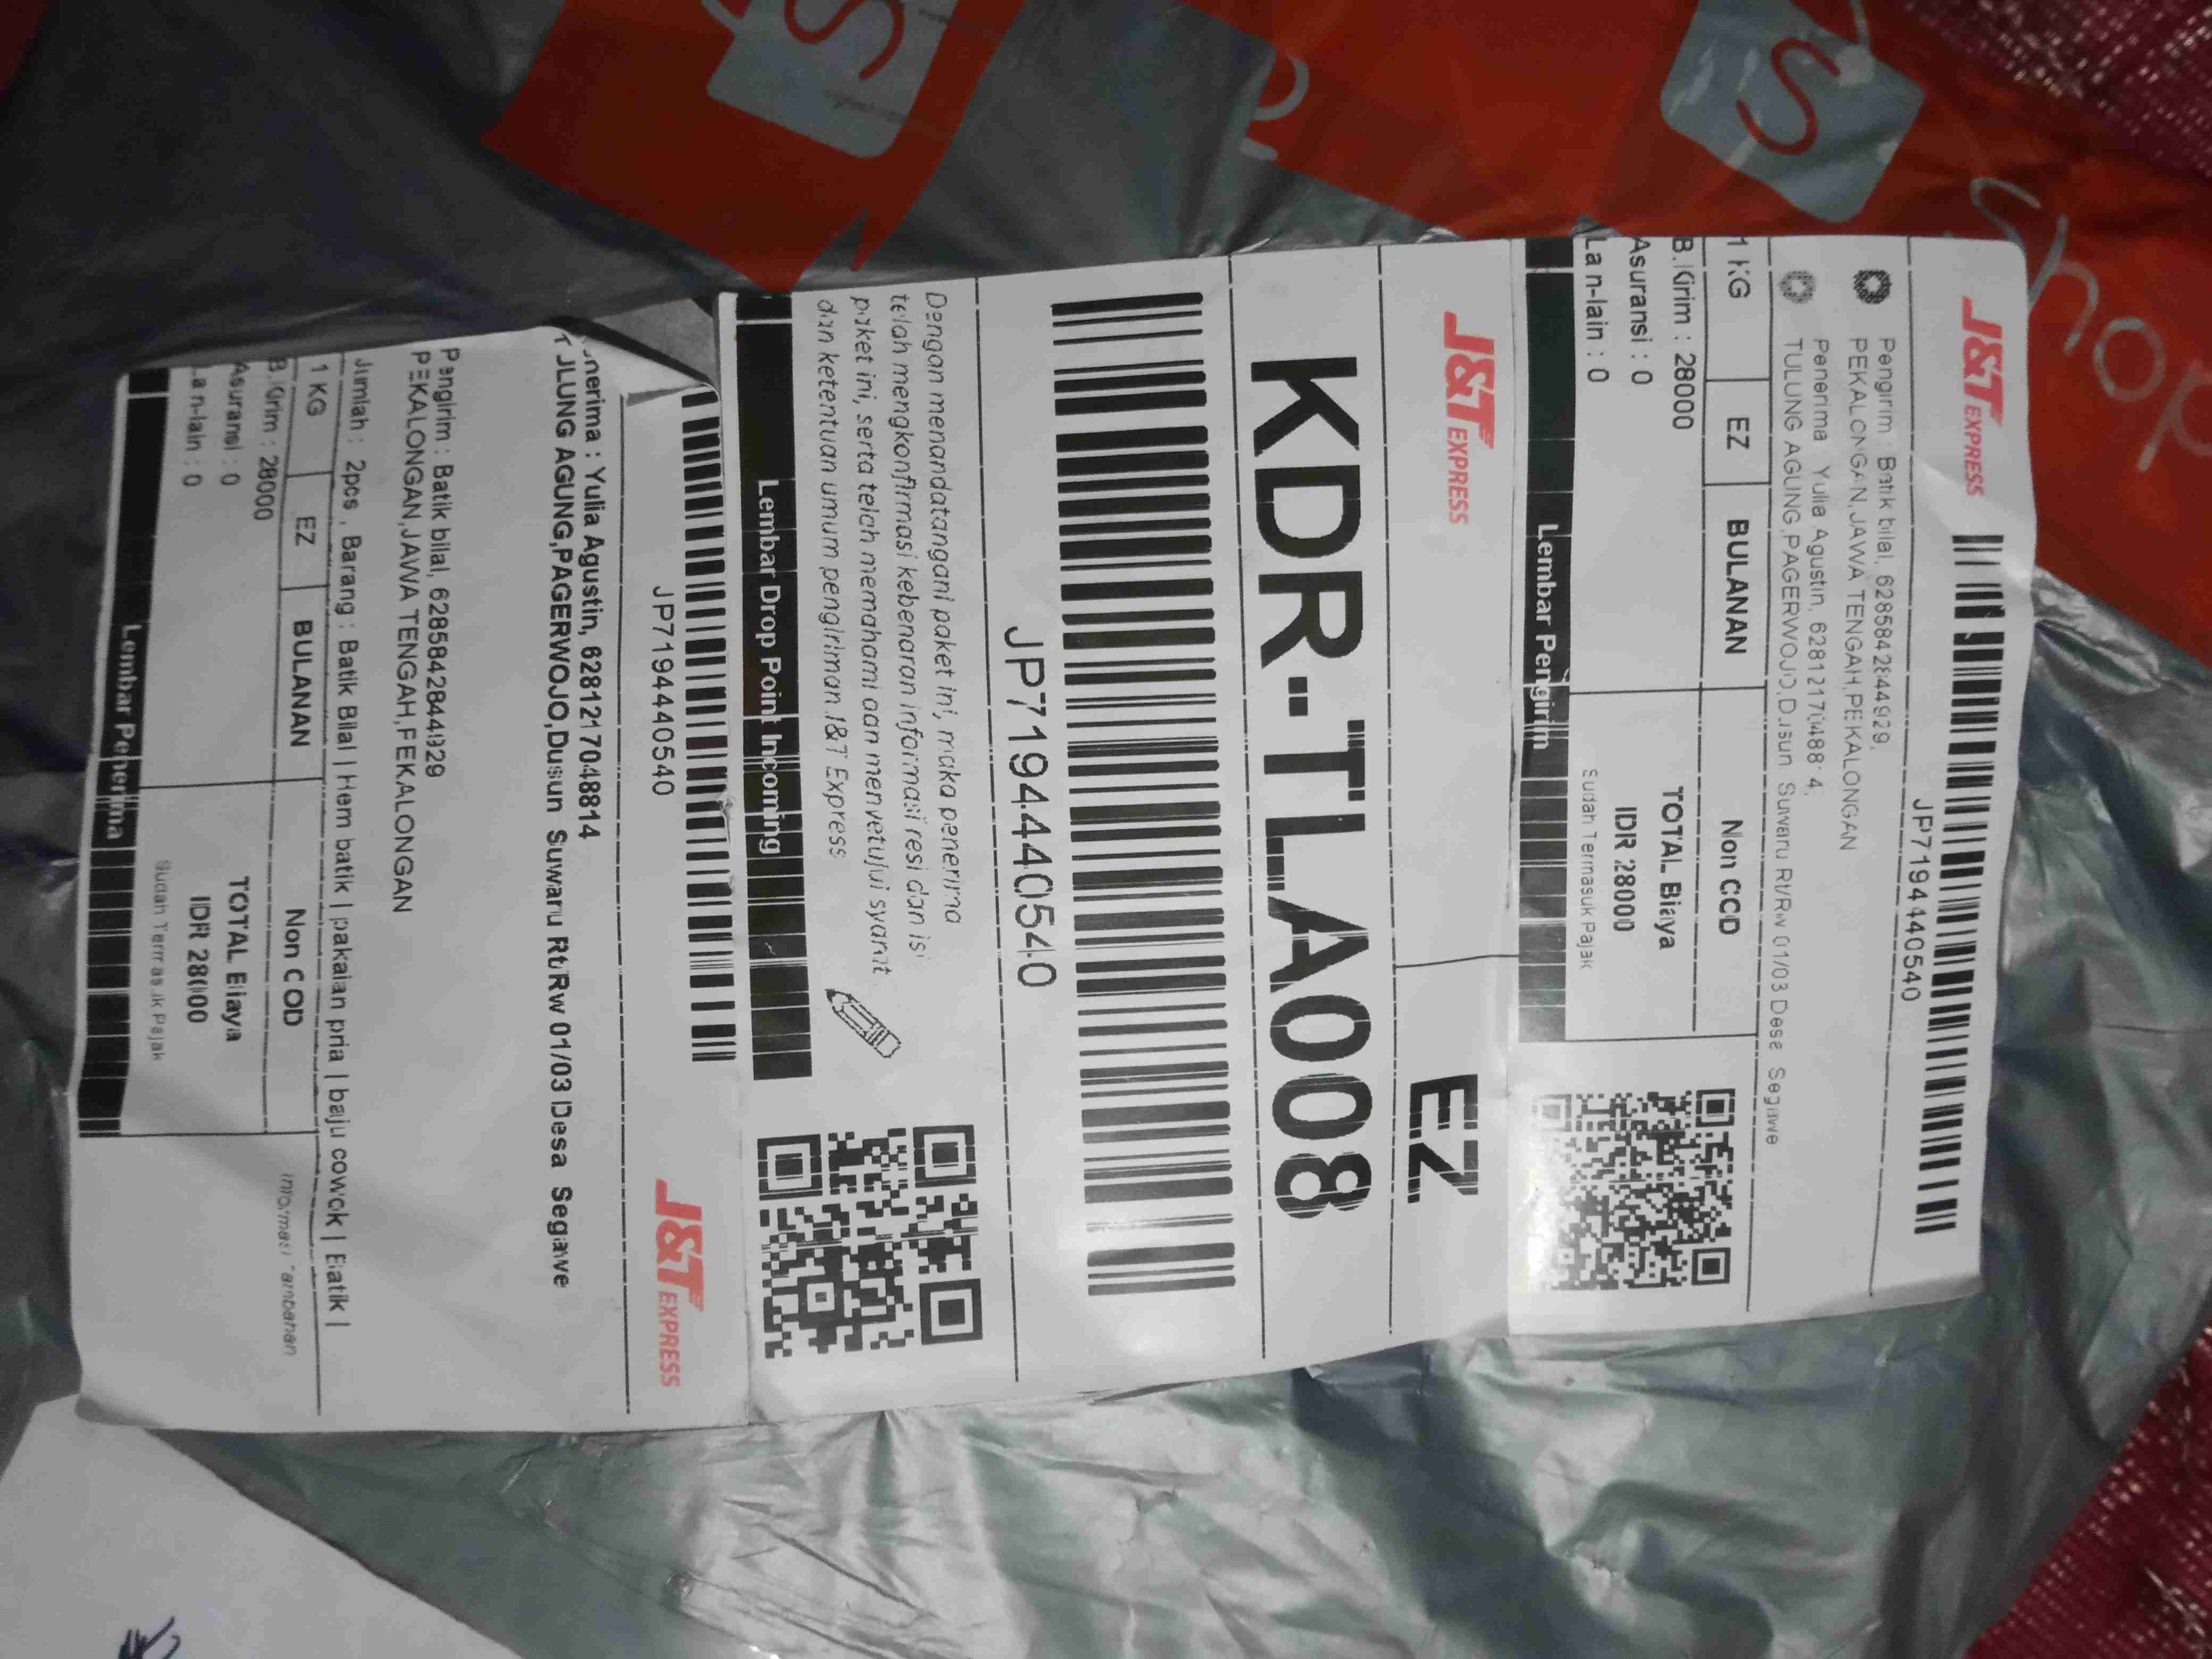 S
S
Shop
J&T EXPRESS
JP7194440540
Pengirim : Batik bilal, 6285842844929,
PEKALONGAN,JAWA TENGAH,PEKALONGAN
Penerima Yulia Agustin, 6281217048814,
TULUNG AGUNG,PAGERWOJO,Dusun Suwaru Rt/Rw 01/03 Desa Segawe
1 KG EZ BULANAN Non COD
B.Kirim : 28000
Asuransi : 0
Lain-lain : 0
TOTAL Biaya
IDR 28000
Sudah Termasuk Pajak
Lembar Pengirim
J&T EXPRESS
EZ
KDR-TLA008
JP7194440540
Dengan menandatangani paket ini, maka penerima
telah mengkonfirmasi kebenaran informasi resi dan isi
paket ini, serta telah memahami dan menyetujui syarat
dan ketentuan umum pengiriman J&T Express
Lembar Drop Point Incoming
J&T EXPRESS
JP7194440540
nerima : Yulia Agustin, 6281217048814
TULUNG AGUNG,PAGERWOJO,Dusun Suwaru Rt/Rw 01/03 Desa Segawe
Pengirim : Batik bilal, 6285842844929
PEKALONGAN,JAWA TENGAH,PEKALONGAN
Jumlah : 2pcs , Barang : Batik Bilal | Hem batik | pakaian pria | baju cowok | Batik |
1 KG EZ BULANAN Non COD
Informasi Tambahan
B.Kirim : 28000
Asuransi : 0
Lain-lain : 0
TOTAL Biaya
IDR 28000
Sudah Termasuk Pajak
Lembar Penerima